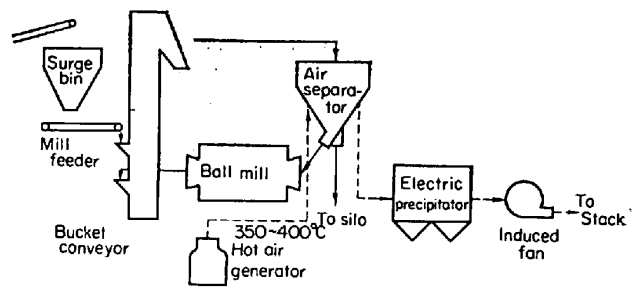 Surge
bin
Mill
feeder
Bucket
conveyor
Ball mill
Air
separa-
tor
To silo
350~400°C
Hot air
generator
Electric
precipitator
Induced
fan
To
Stack